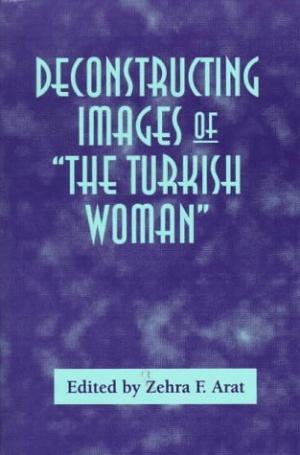 DECONSTRUCTING
IMAGES OF
"THE TURKISH
WOMAN"
Edited by Zehra F. Arat